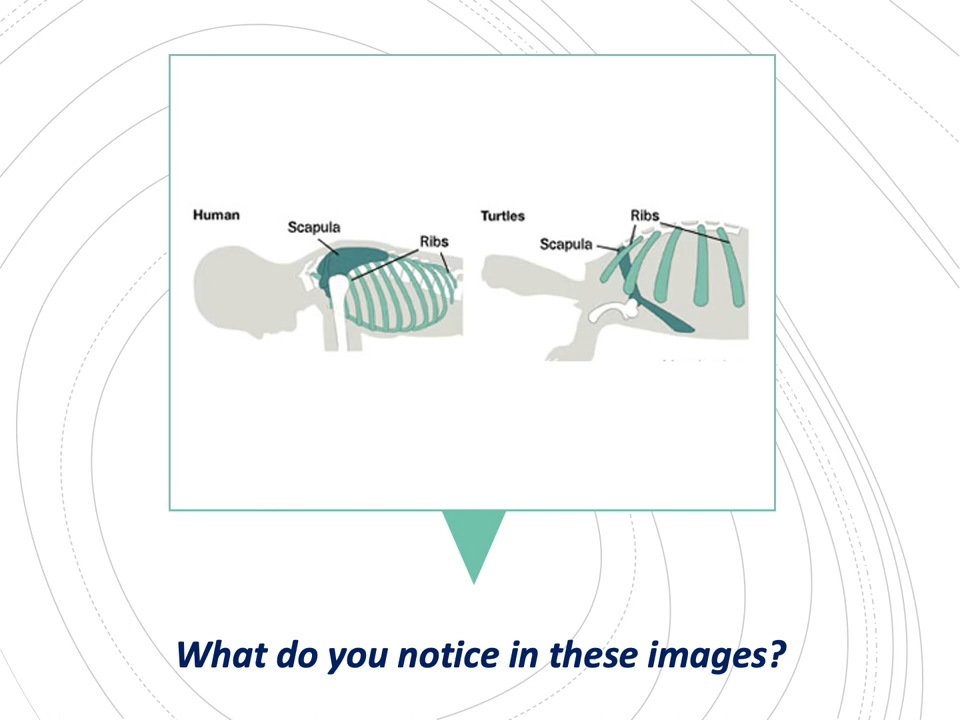 Human
Scapula
Ribs
Turtles
Ribs
Scapula
What do you notice in these images?